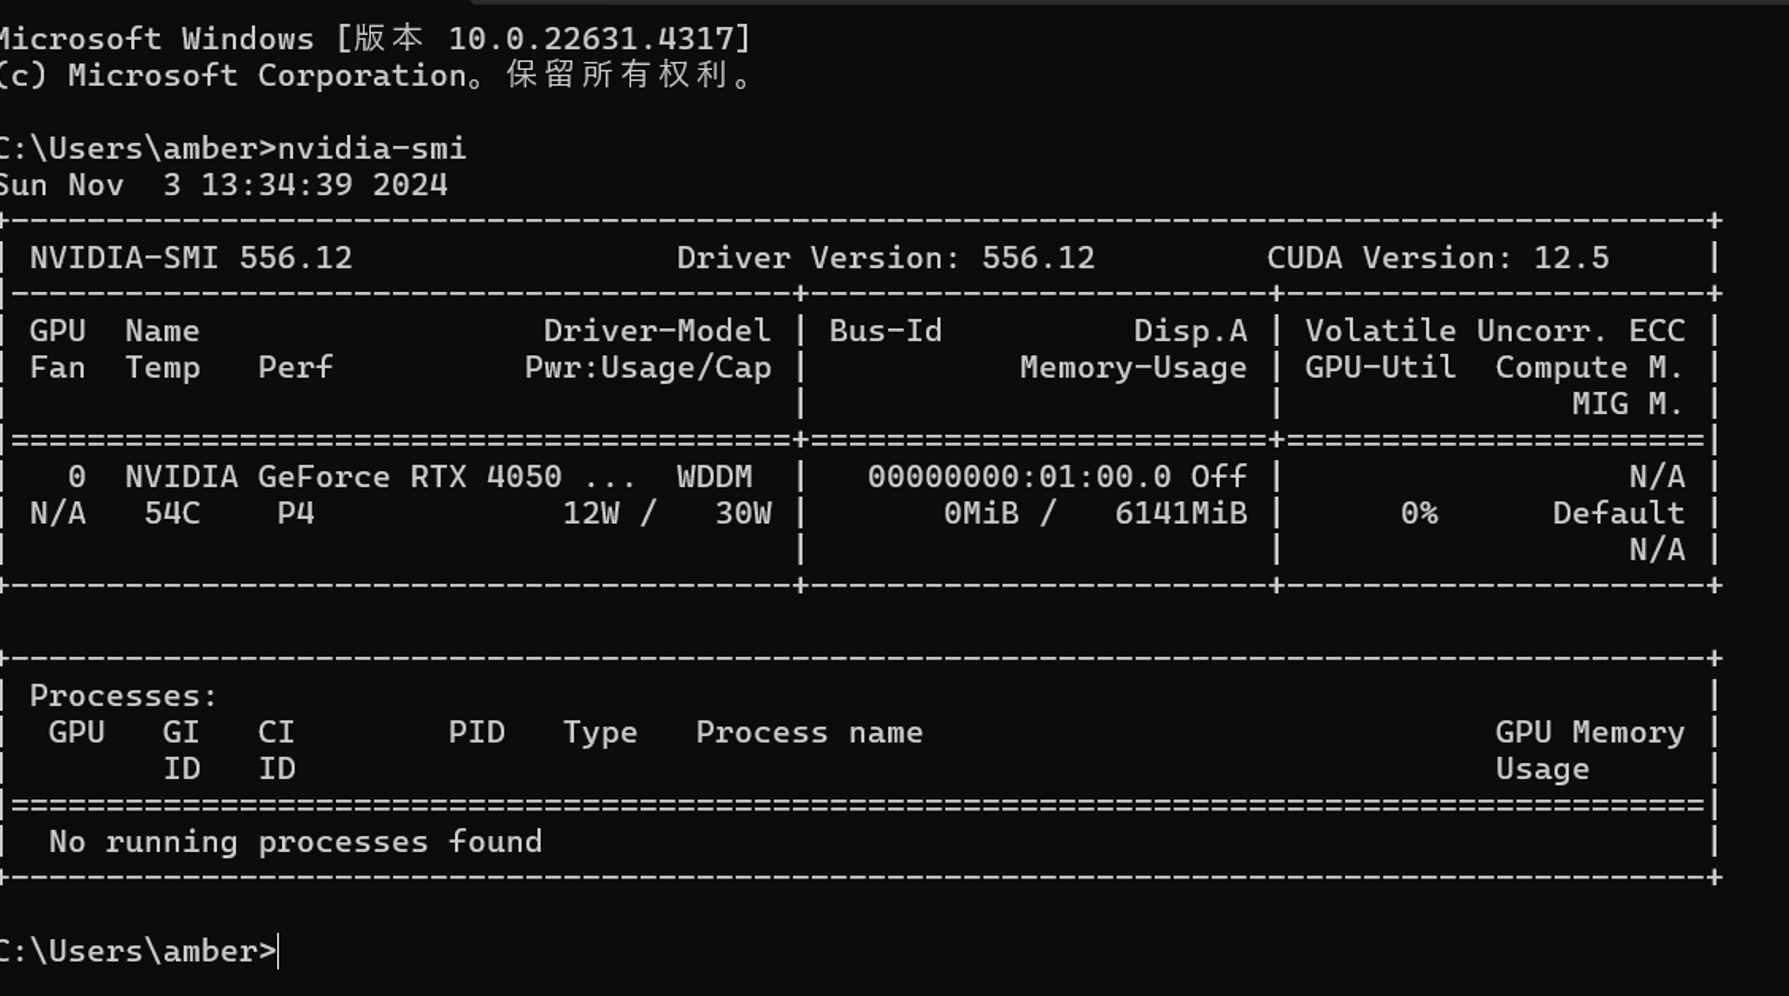 Microsoft Windows [版本 10.0.22631.4317]
(c) Microsoft Corporation。保留所有权利。
C:\Users\amber>nvidia-smi
Sun Nov  3 13:34:39 2024
+-----------------------------------------------------------------------------------------+
| NVIDIA-SMI 556.12                 Driver Version: 556.12         CUDA Version: 12.5     |
|-----------------------------------------+------------------------+----------------------+
| GPU  Name                  Driver-Model | Bus-Id          Disp.A | Volatile Uncorr. ECC |
| Fan  Temp   Perf          Pwr:Usage/Cap |           Memory-Usage | GPU-Util  Compute M. |
|                                         |                        |               MIG M. |
|=========================================+========================+======================|
|   0  NVIDIA GeForce RTX 4050 ...  WDDM  |   00000000:01:00.0 Off |                  N/A |
| N/A   54C    P4             12W /   30W |       0MiB /   6141MiB |      0%      Default |
|                                         |                        |                  N/A |
+-----------------------------------------+------------------------+----------------------+
+-----------------------------------------------------------------------------------------+
| Processes:                                                                              |
|  GPU   GI   CI        PID   Type   Process name                              GPU Memory |
|        ID   ID                                                               Usage      |
|=========================================================================================|
|  No running processes found                                                             |
+-----------------------------------------------------------------------------------------+
C:\Users\amber>